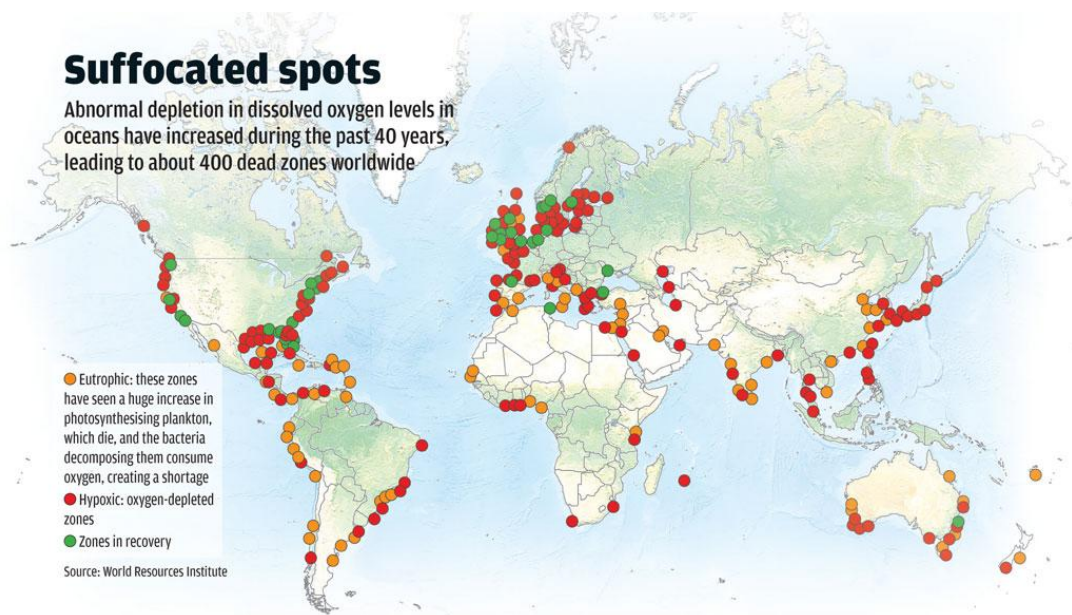 Suffocated spots
Abnormal depletion in dissolved oxygen levels in
oceans have increased during the past 40 years,
leading to about 400 dead zones worldwide
Eutrophic: these zones
have seen a huge increase in
photosynthesising plankton,
which die, and the bacteria
decomposing them consume
oxygen, creating a shortage
Hypoxic: oxygen-depleted
zones
Zones in recovery
Source: World Resources Institute